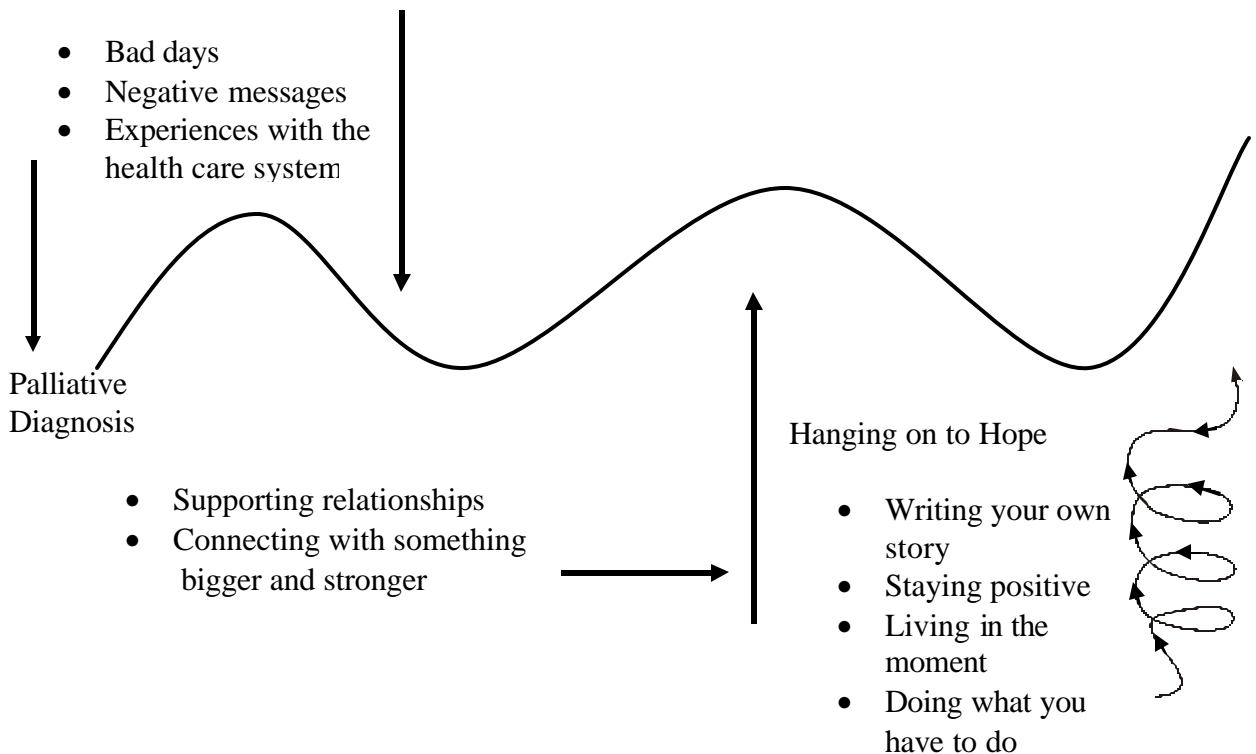 • Bad days
• Negative messages
• Experiences with the
health care system
Palliative
Diagnosis
• Supporting relationships
• Connecting with something
bigger and stronger
Hanging on to Hope
• Writing your own
story
• Staying positive
• Living in the
moment
• Doing what you
have to do